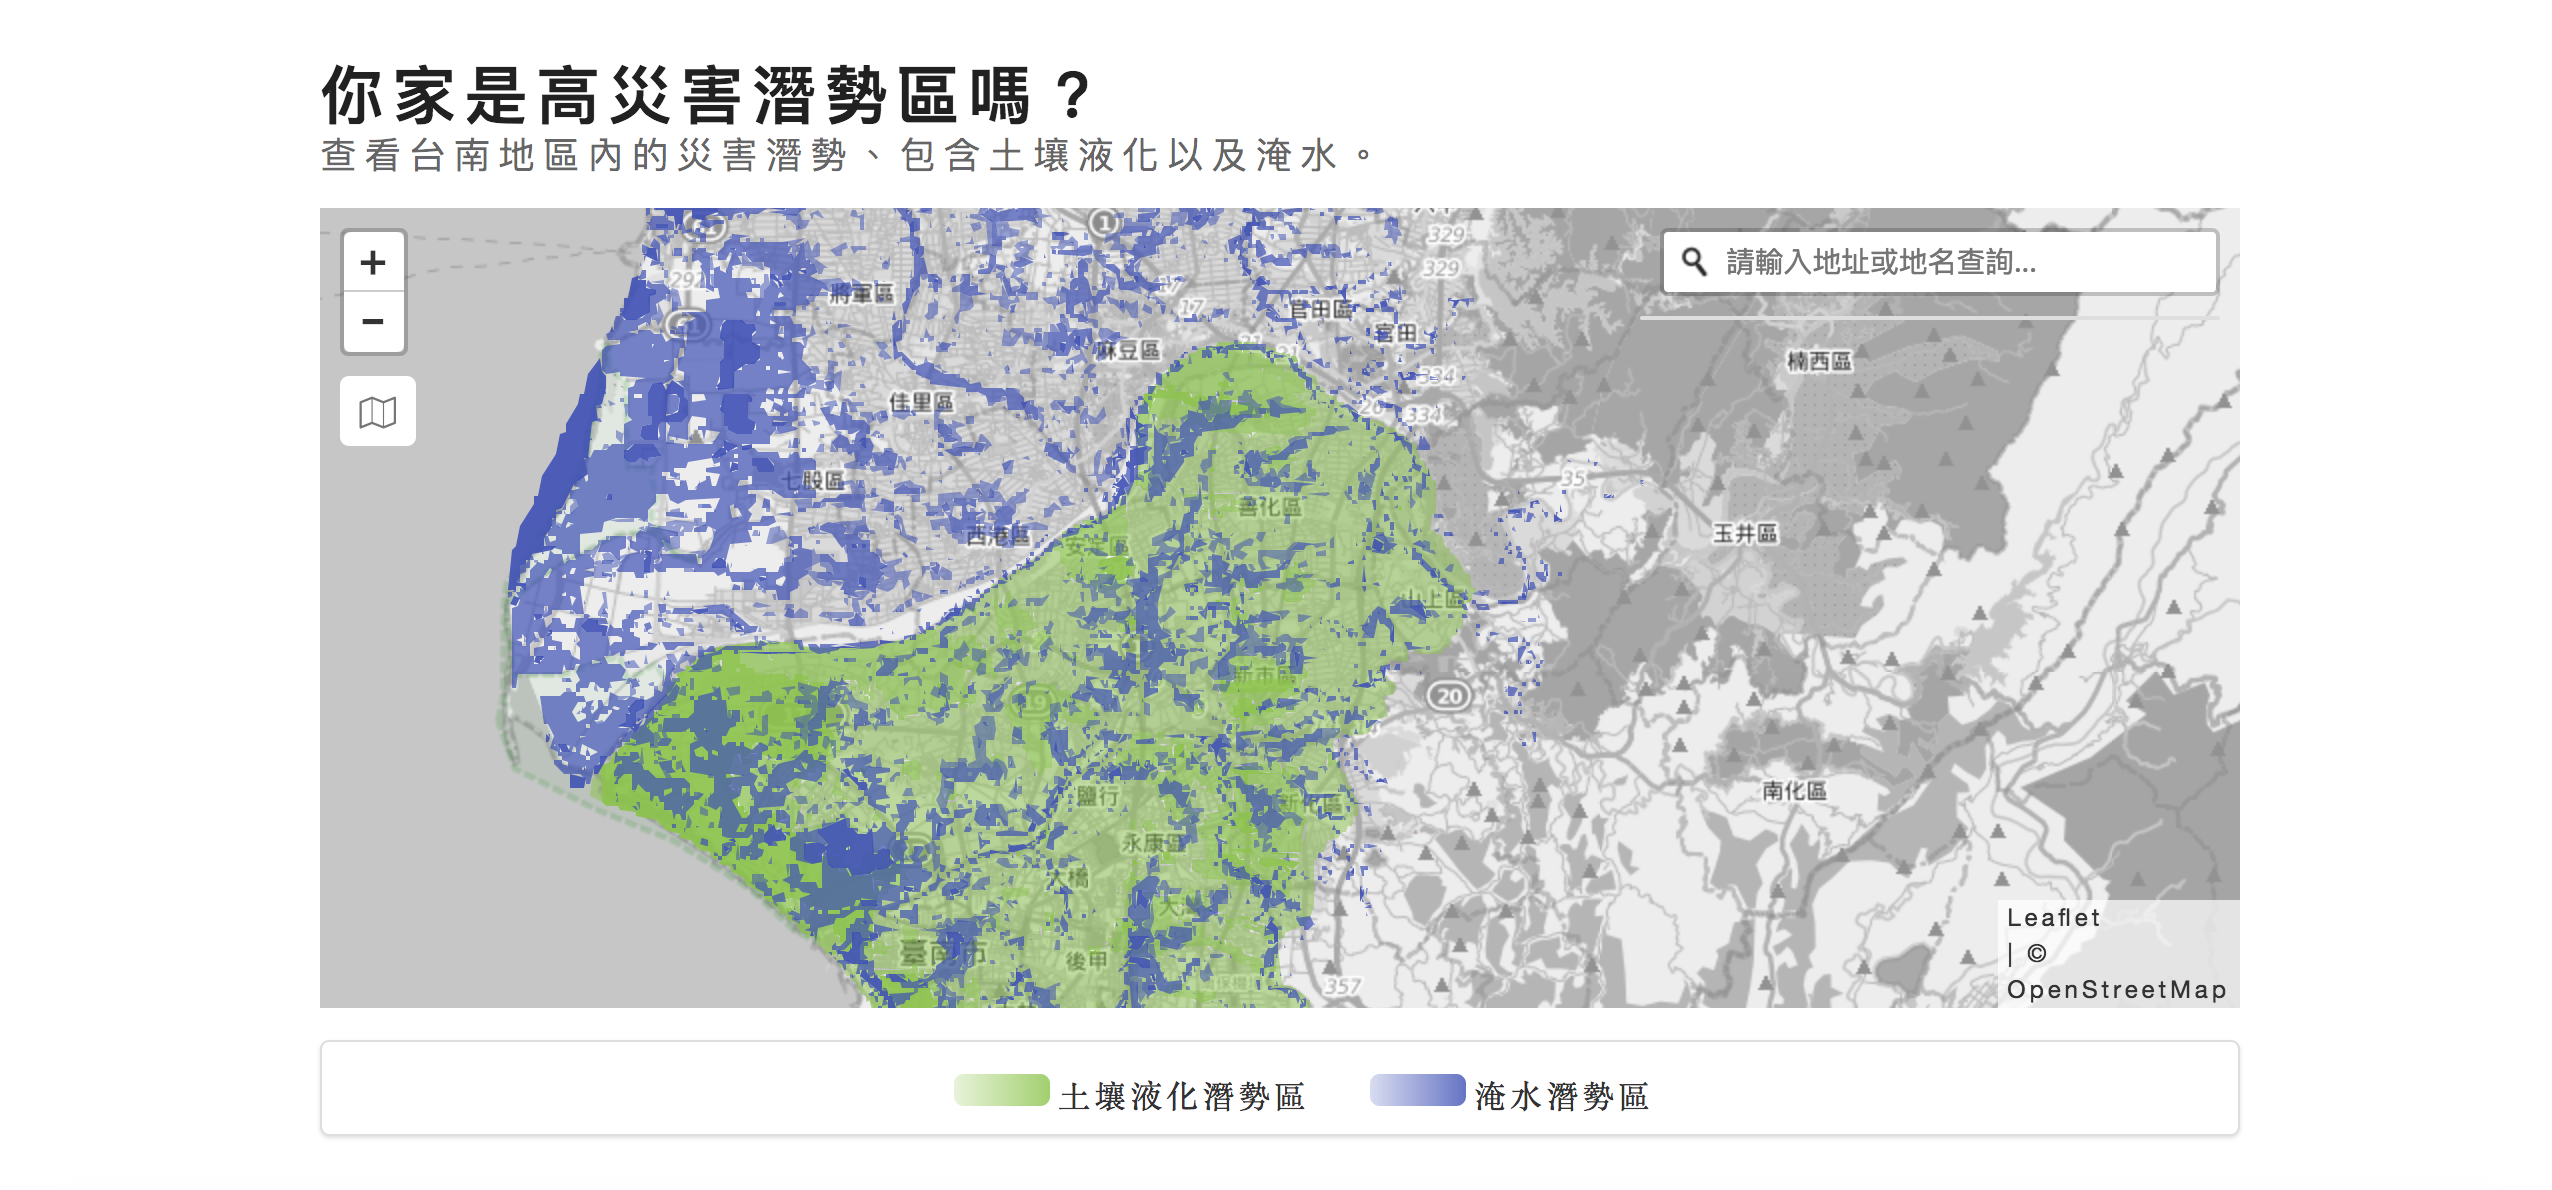 你家是高災害潛勢區嗎？
查看台南地區內的災害潛勢、包含土壤液化以及淹水。
+
−
請輸入地址或地名查詢...
1
329
292
329
將軍區
17
官田區
宮田
麻豆區
21
21
楠西區
334
佳里區
20
334
七股區
35
善化區
西港區
玉井區
安定區
山上區
新市區
20
南化區
鹽行
新化區
永康區
大橋
臺南市
後甲
357
Leaflet
| ©
OpenStreetMap
土壤液化潛勢區 淹水潛勢區